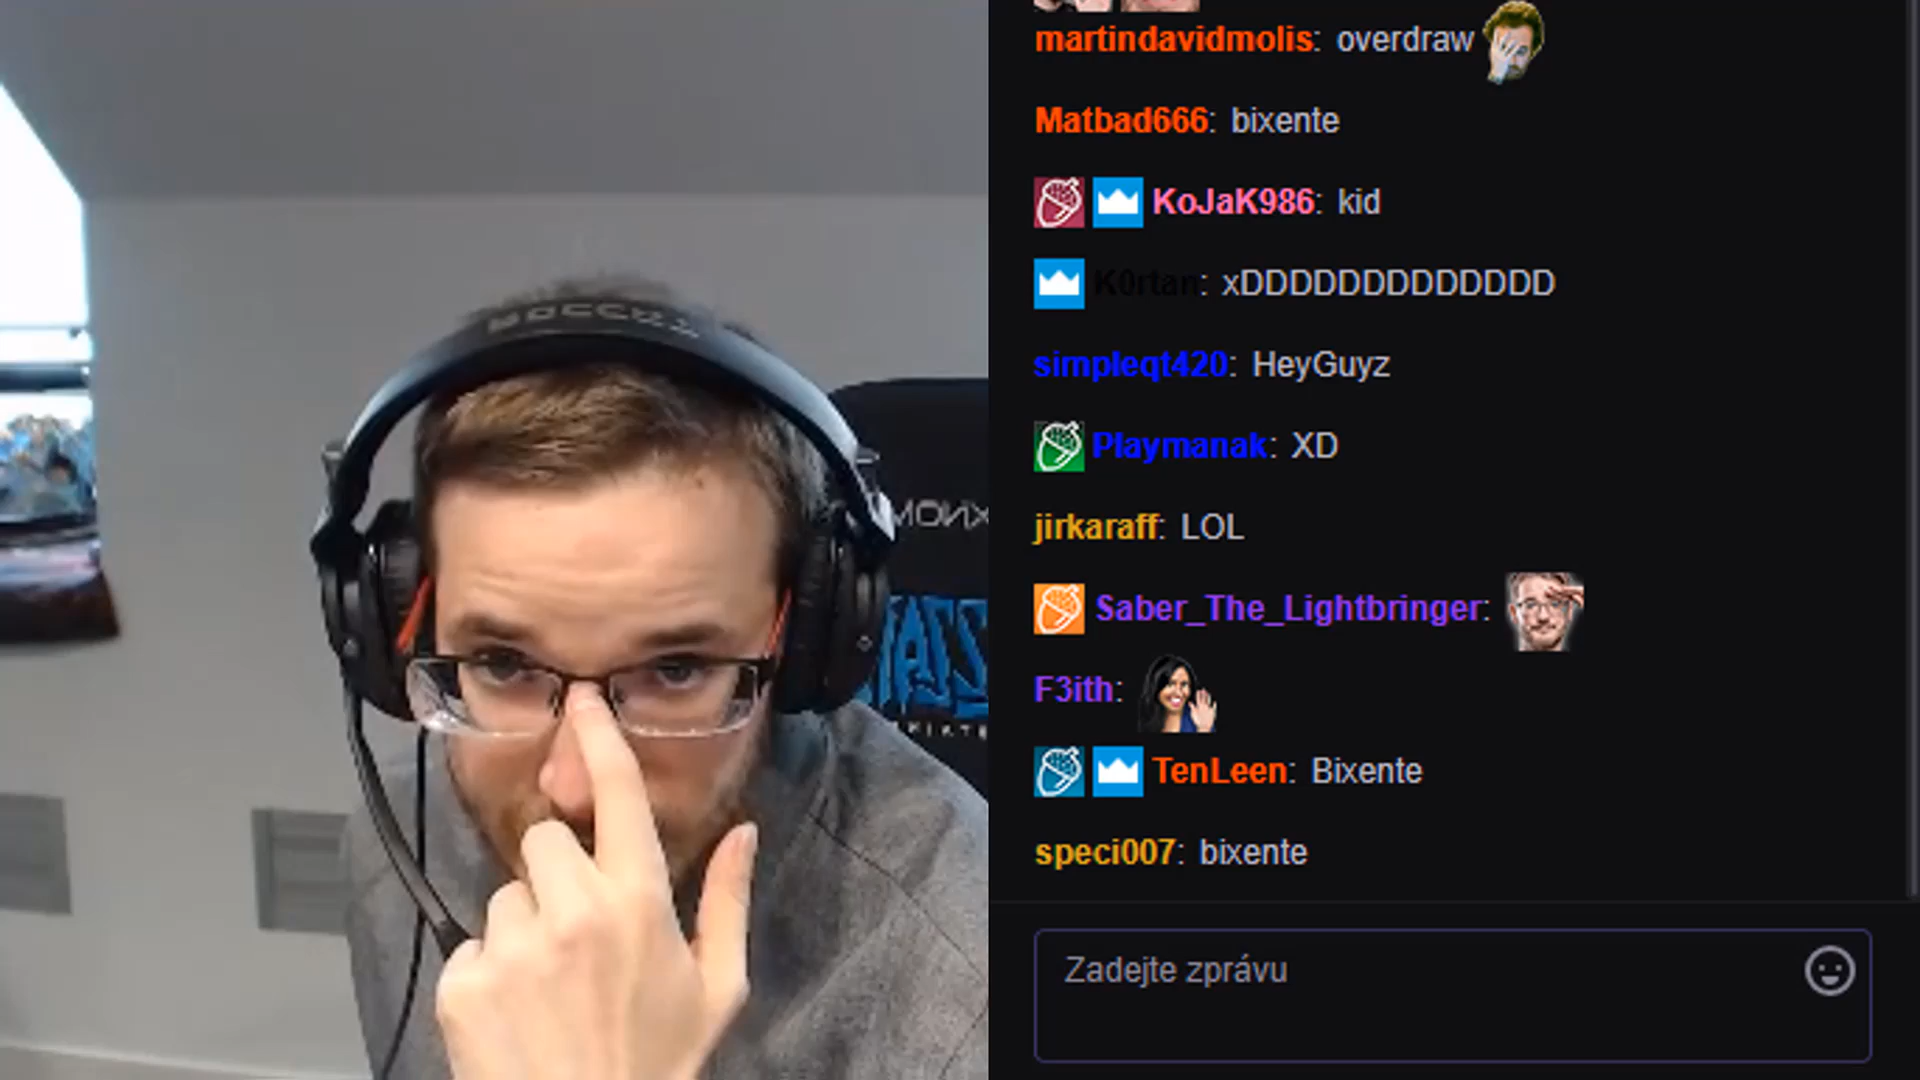 martindavidmolis: overdraw
Matbad666: bixente
KoJaK986: kid
K0rtan: xDDDDDDDDDDDDD
simpleqt420: HeyGuyz
Playmanak: XD
jirkaraff: LOL
Saber_The_Lightbringer:
F3ith:
TenLeen: Bixente
speci007: bixente
Zadejte zprávu